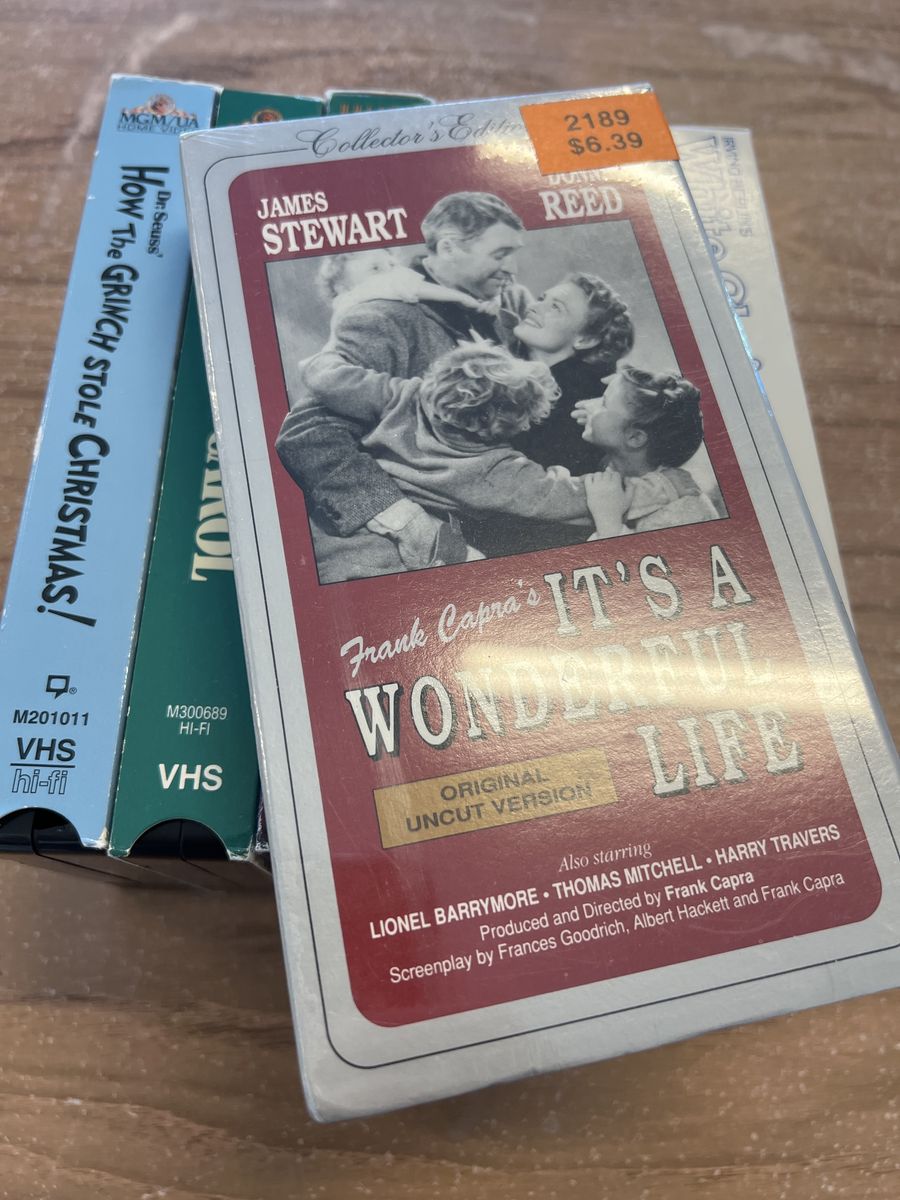 MGM/UA
HOME VIDEO
Dr. Seuss'
HOW THE GRINCH STOLE CHRISTMAS!
M201011
VHS
hi-fi
M300689
HI-FI
VHS
Collector's
2189
$6.39
JAMES
STEWART
REED
Frank Capra's
IT'S A
WONDERFUL
LIFE
ORIGINAL
UNCUT VERSION
Also starring
LIONEL BARRYMORE • THOMAS MITCHELL • HARRY TRAVERS
Produced and Directed by Frank Capra
Screenplay by Frances Goodrich, Albert Hackett and Frank Capra